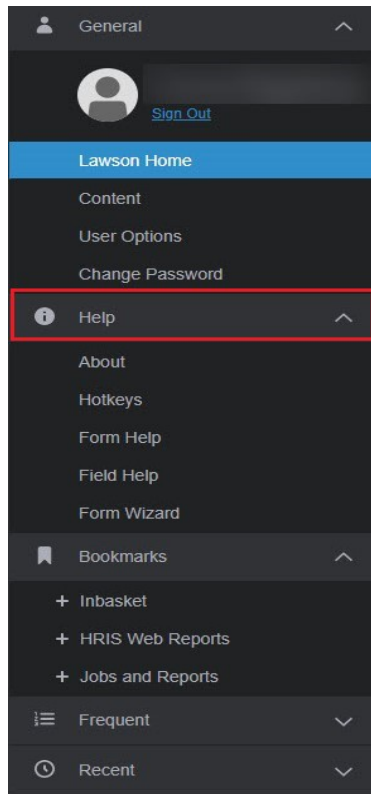 General
Sign Out
Lawson Home
Content
User Options
Change Password
Help
About
Hotkeys
Form Help
Field Help
Form Wizard
Bookmarks
+ Inbasket
+ HRIS Web Reports
+ Jobs and Reports
Frequent
Recent